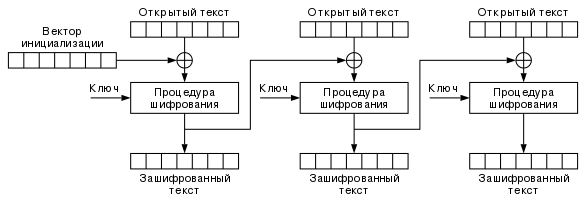 Открытый текст
Открытый текст
Открытый текст
Вектор
инициализации
Ключ
Процедура
шифрования
Ключ
Процедура
шифрования
Ключ
Процедура
шифрования
Зашифрованный
текст
Зашифрованный
текст
Зашифрованный
текст